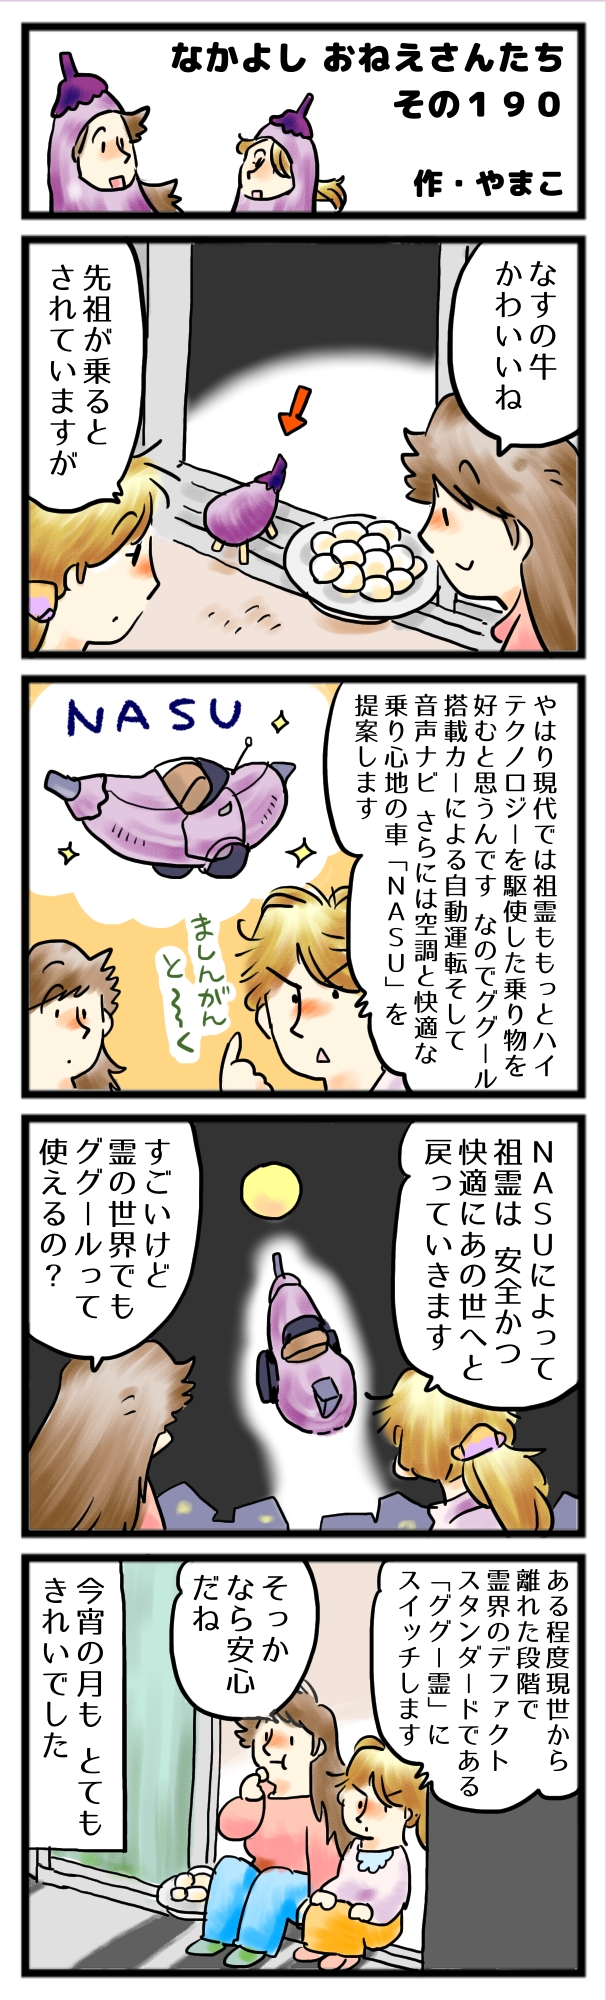 なかよし おねえさんたち
その１９０
作・やまこ
なすの牛
かわいいね
先祖が乗ると
されていますが
やはり現代では祖霊ももっとハイ
テクノロジーを駆使した乗り物を
好むと思うんです なのでググール
搭載カーによる自動運転そして
音声ナビ さらには空調と快適な
乗り心地の車「ＮＡＳＵ」を
提案します
NASU
ましんがん
と〜〜く
ＮＡＳＵによって
祖霊は 安全かつ
快適にあの世へと
戻っていきます
すごいけど
霊の世界でも
ググールって
使えるの？
ある程度現世から
離れた段階で
霊界のデファクト
スタンダードである
「ググー霊」に
スイッチします
そっか
なら安心
だね
今宵の月も とても
きれいでした